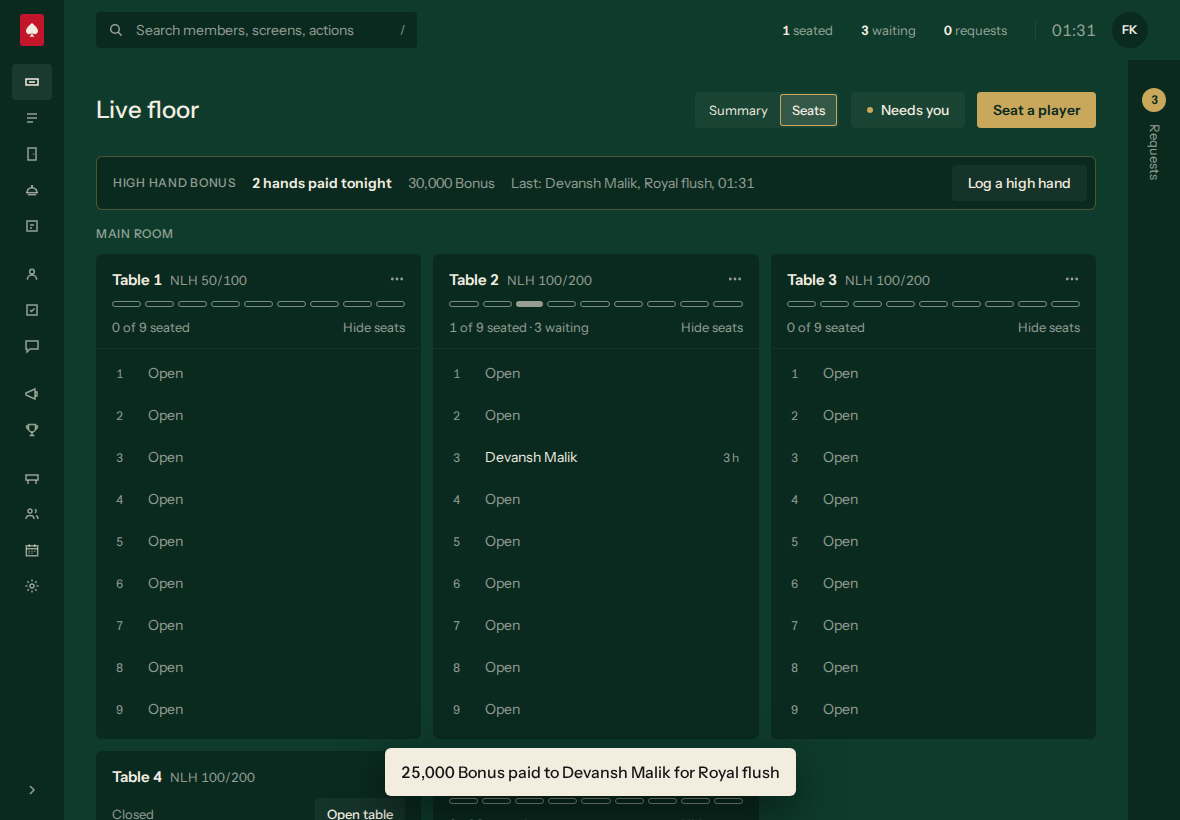 Search members, screens, actions /
1 seated 3 waiting 0 requests 01:31 FK
Live floor
Summary Seats Needs you Seat a player
3
Requests
HIGH HAND BONUS 2 hands paid tonight 30,000 Bonus Last: Devansh Malik, Royal flush, 01:31 Log a high hand
MAIN ROOM
Table 1 NLH 50/100
0 of 9 seated Hide seats
1 Open
2 Open
3 Open
4 Open
5 Open
6 Open
7 Open
8 Open
9 Open
Table 2 NLH 100/200
1 of 9 seated · 3 waiting Hide seats
1 Open
2 Open
3 Devansh Malik 3 h
4 Open
5 Open
6 Open
7 Open
8 Open
9 Open
Table 3 NLH 100/200
0 of 9 seated Hide seats
1 Open
2 Open
3 Open
4 Open
5 Open
6 Open
7 Open
8 Open
9 Open
Table 4 NLH 100/200
Closed Open table
25,000 Bonus paid to Devansh Malik for Royal flush